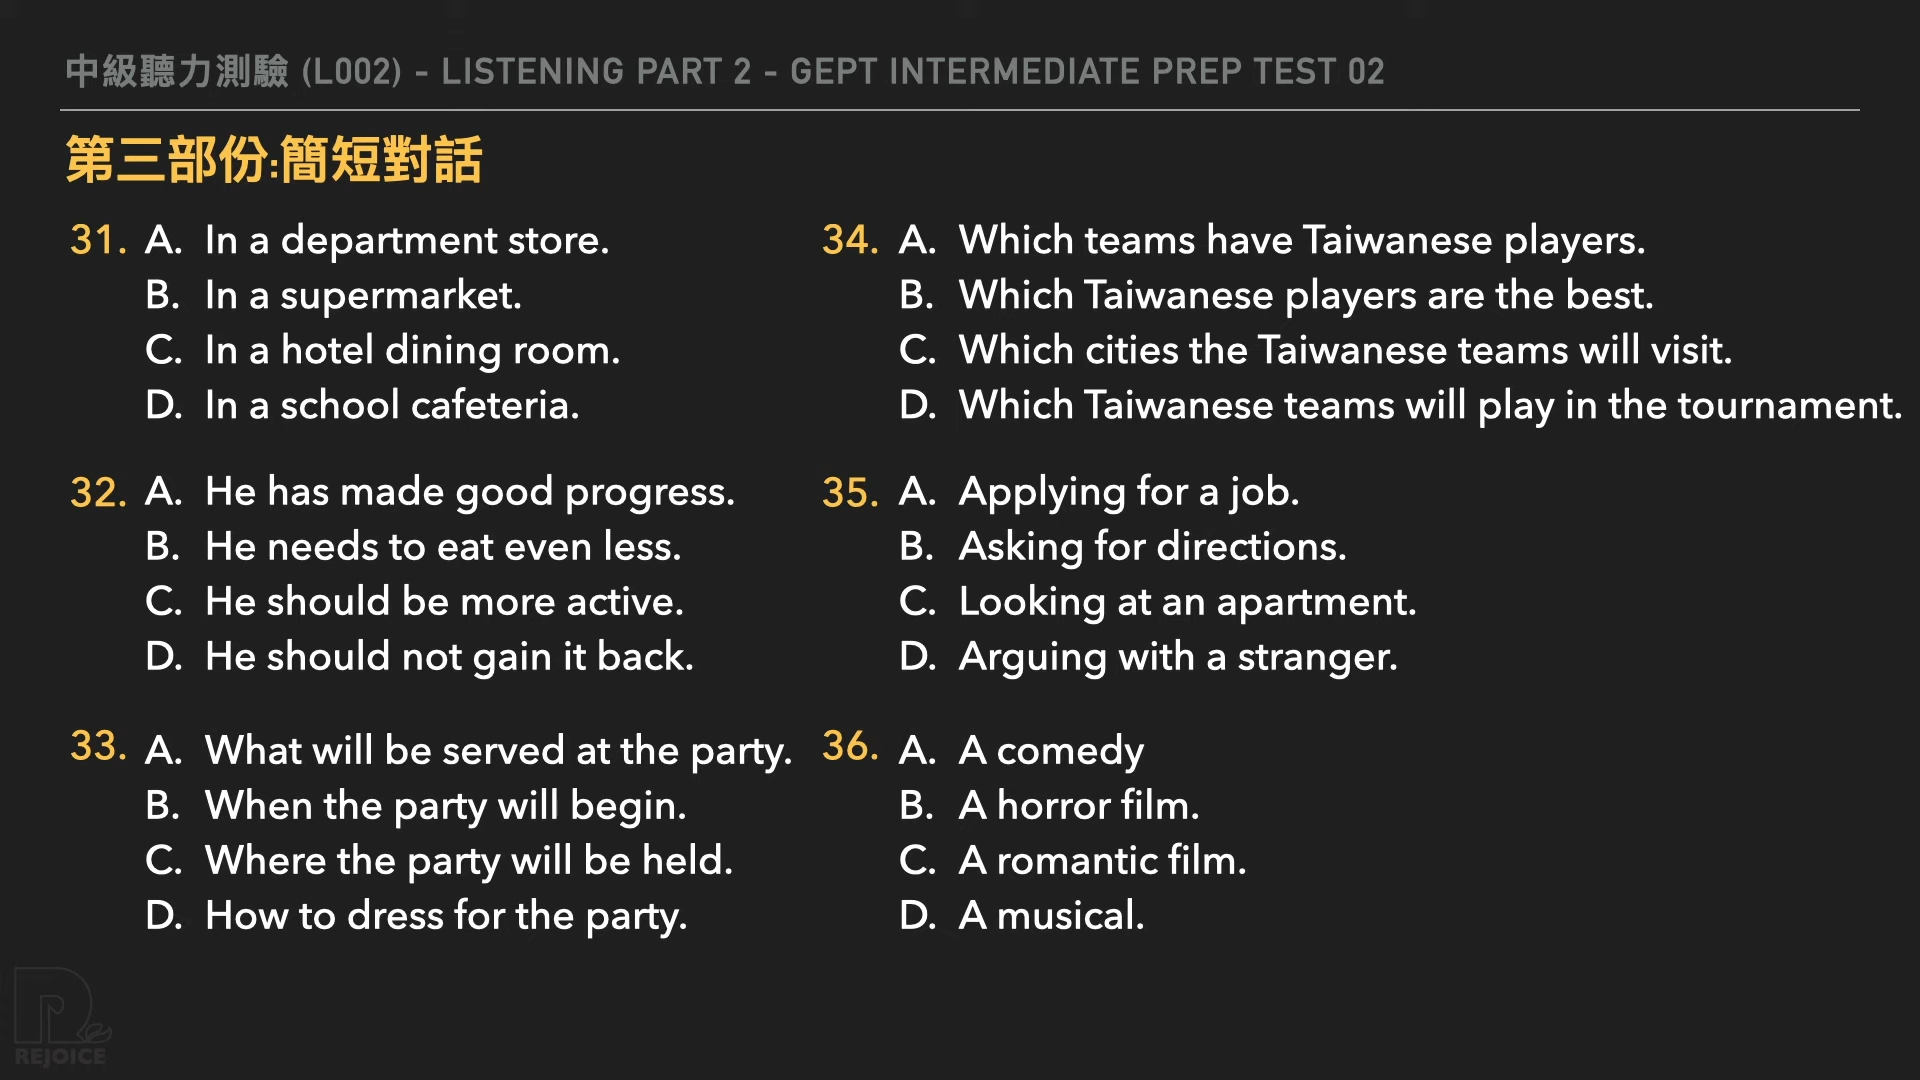 中級聽力測驗 (L002) - LISTENING PART 2 - GEPT INTERMEDIATE PREP TEST 02
第三部份:簡短對話
31. A. In a department store.
B. In a supermarket.
C. In a hotel dining room.
D. In a school cafeteria.
32. A. He has made good progress.
B. He needs to eat even less.
C. He should be more active.
D. He should not gain it back.
33. A. What will be served at the party.
B. When the party will begin.
C. Where the party will be held.
D. How to dress for the party.
34. A. Which teams have Taiwanese players.
B. Which Taiwanese players are the best.
C. Which cities the Taiwanese teams will visit.
D. Which Taiwanese teams will play in the tournament.
35. A. Applying for a job.
B. Asking for directions.
C. Looking at an apartment.
D. Arguing with a stranger.
36. A. A comedy
B. A horror film.
C. A romantic film.
D. A musical.
REJOICE